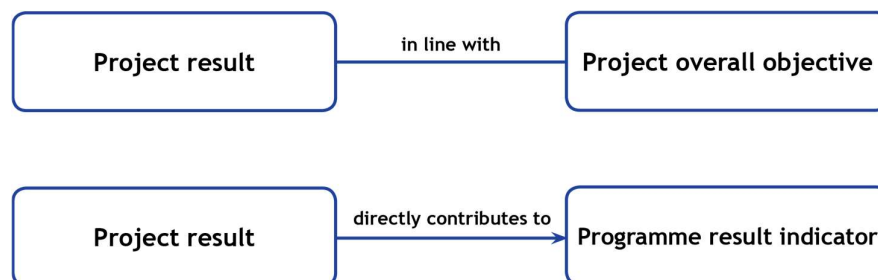 Project result
in line with
Project overall objective
Project result
directly contributes to
Programme result indicator